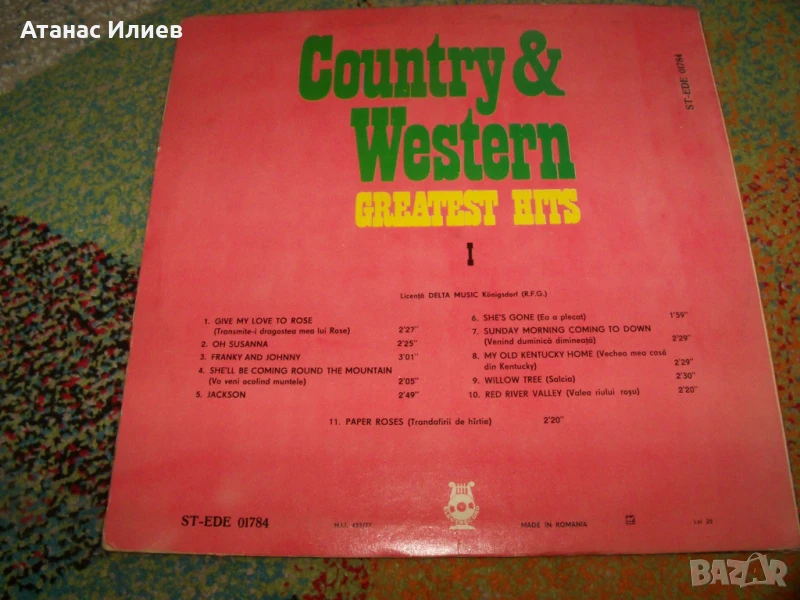 Атанас Илиев
Country &
Western
GREATEST HITS
I
ST-EDE 01784
Licență DELTA MUSIC Königsdorf (R.F.G.)
1. GIVE MY LOVE TO ROSE
(Transmite-i dragostea mea lui Rose) 2'27"
2. OH SUSANNA 2'25"
3. FRANKY AND JOHNNY 3'01"
4. SHE'LL BE COMING ROUND THE MOUNTAIN
(Va veni ocolind muntele) 2'05"
5. JACKSON 2'49"
6. SHE'S GONE (Ea a plecat) 1'59"
7. SUNDAY MORNING COMING TO DOWN
(Venind duminică dimineața) 2'29"
8. MY OLD KENTUCKY HOME (Vechea mea casă
din Kentucky) 2'29"
9. WILLOW TREE (Salcia) 2'30"
10. RED RIVER VALLEY (Valea rîului roșu) 2'20"
11. PAPER ROSES (Trandafirii de hîrtie) 2'20"
ST-EDE 01784
MADE IN ROMANIA
BAZAR